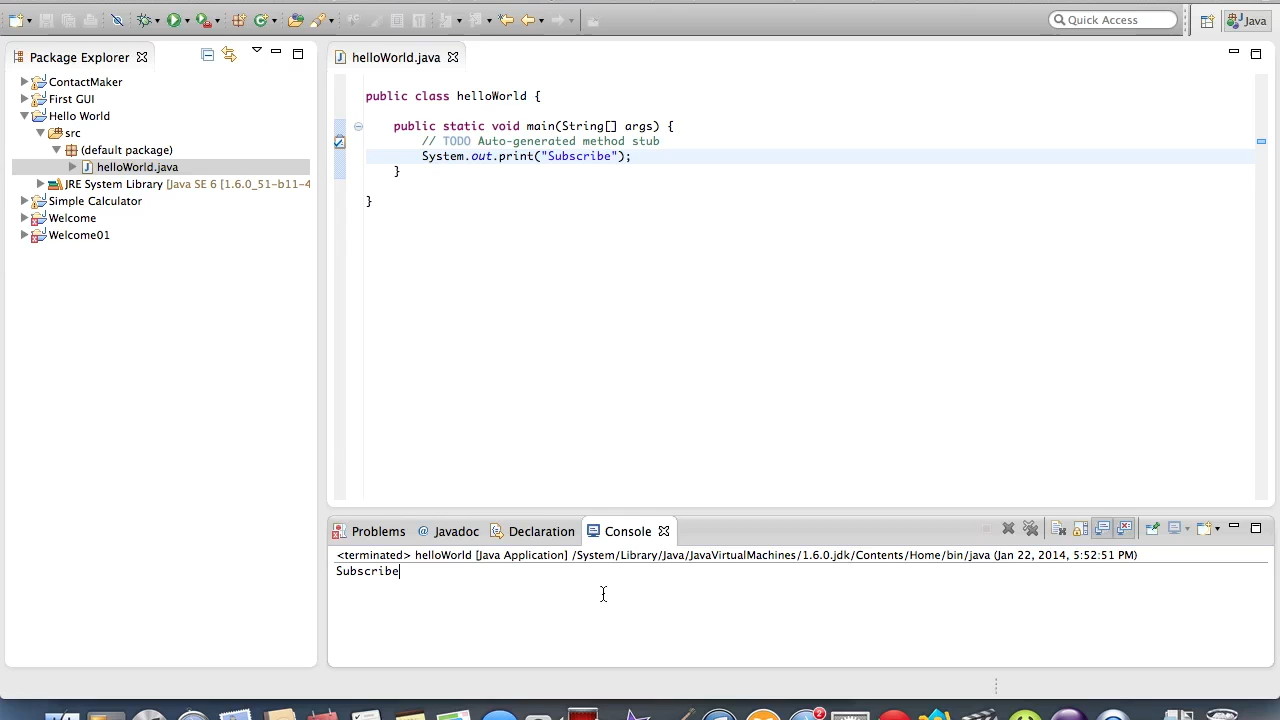 Quick Access
Java
Package Explorer
ContactMaker
First GUI
Hello World
src
(default package)
helloWorld.java
JRE System Library [Java SE 6 [1.6.0_51-b11-4
Simple Calculator
Welcome
Welcome01
helloWorld.java
public class helloWorld {
public static void main(String[] args) {
// TODO Auto-generated method stub
System.out.print("Subscribe");
}
}
Problems
@ Javadoc
Declaration
Console
<terminated> helloWorld [Java Application] /System/Library/Java/JavaVirtualMachines/1.6.0.jdk/Contents/Home/bin/java (Jan 22, 2014, 5:52:51 PM)
Subscribe
2